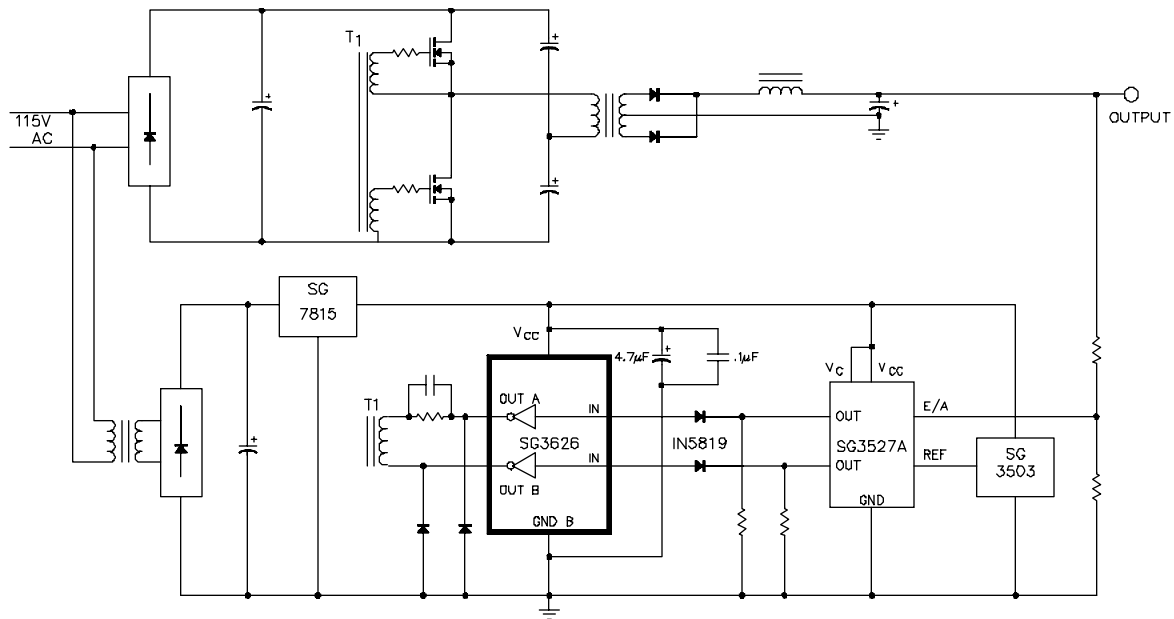 T1
115V
AC
OUTPUT
SG
7815
VCC
4.7µF
.1µF
VC
VCC
T1
OUT A
IN
OUT
E/A
SG3626
IN5819
SG3527A
IN
OUT
REF
SG
3503
OUT B
GND B
GND
+
+
+
+
+
+